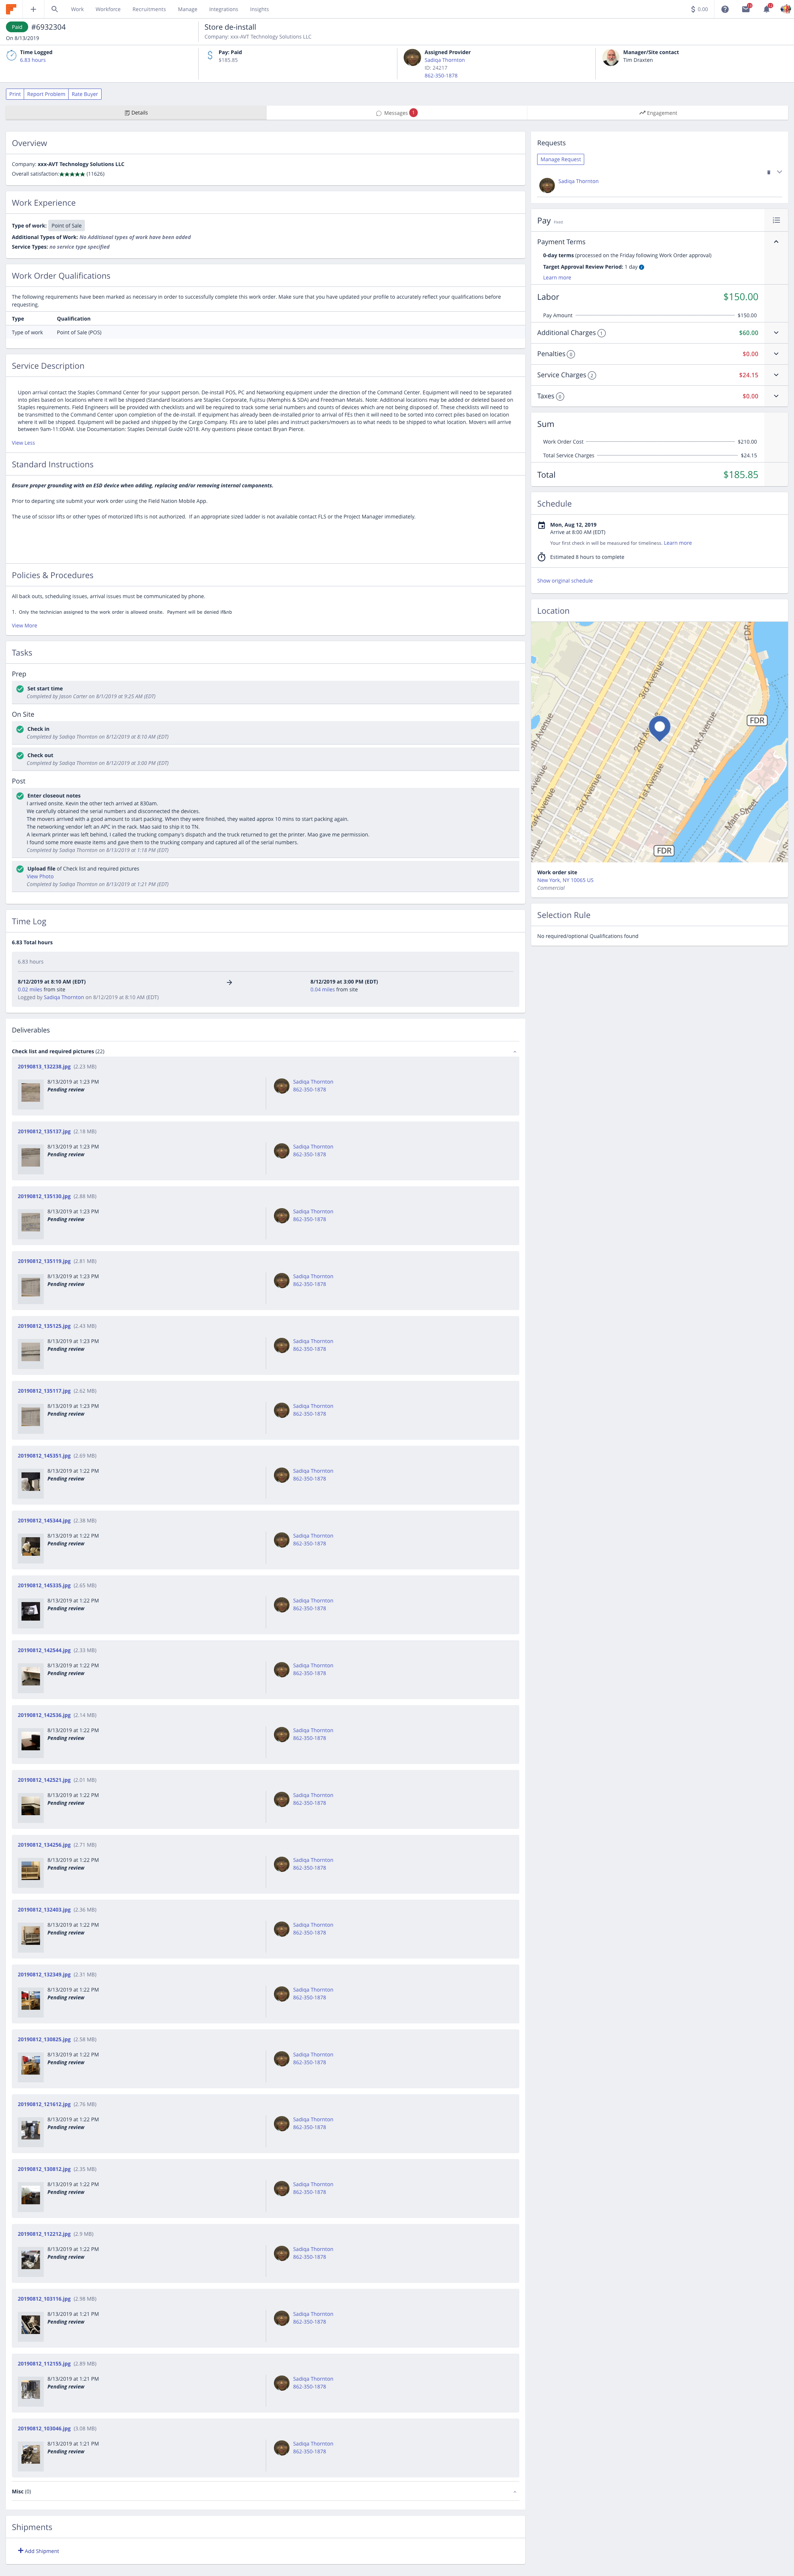 Work Workforce Recruitments Manage Integrations Insights $ 0.00
Paid #6932304
On 8/13/2019
Store de-install
Company: xxx-AVT Technology Solutions LLC
Time Logged
6.83 hours
Pay: Paid
$185.85
Assigned Provider
Sadiqa Thornton
ID: 24217
862-350-1878
Manager/Site contact
Tim Draxten
Print Report Problem Rate Buyer
Details Messages 1 Engagement
Overview
Company: xxx-AVT Technology Solutions LLC
Overall satisfaction: ★★★★★ (11626)
Work Experience
Type of work: Point of Sale
Additional Types of Work: No Additional types of work have been added
Service Types: no service type specified
Work Order Qualifications
The following requirements have been marked as necessary in order to successfully complete this work order. Make sure that you have updated your profile to accurately reflect your qualifications before
requesting.
Type Qualification
Type of work Point of Sale (POS)
Service Description
Upon arrival contact the Staples Command Center for your support person. De-install POS, PC and Networking equipment under the direction of the Command Center. Equipment will need to be separated
into piles based on locations where it will be shipped.(Standard locations are Staples Corporate, Fujitsu (Memphis & SDA) and Freedom Metals). Note: Additional locations may be added or deleted based on
Staples requirements. Field Engineers will be provided with checklists and will be required to track some serial numbers and counts of devices which are not being disposed of. These checklists will need to
be provided to the Command Center upon completion of the de-install. If equipment has already been de-installed prior to arrival of FEs then it will need to be sorted into correct piles based on location
where it will be shipped. Equipment will be packed and shipped by the Cargo Company. FEs are to label piles and instruct packers/movers as to what needs to be shipped to what location. Movers will arrive
between 9am-11:00AM. Use Documentation: Staples Deinstall Guide v2018. Any questions please contact Bryan Pierce.
View Less
Standard Instructions
Ensure proper grounding with an ESD device when adding, replacing and/or removing internal components.
Prior to departing site submit your work order using the Field Nation Mobile App.
The use of scissor lifts or other types of motorized lifts is not authorized. If an appropriate sized ladder is not available contact FLS or the Project Manager immediately.
Policies & Procedures
All back outs, scheduling issues, arrival issues must be communicated by phone.
1. Only the technician assigned to the work order is allowed onsite. Payment will be denied if&nb
View More
Tasks
Prep
Set start time
Completed by Jason Carter on 8/1/2019 at 9:25 AM (EDT)
On Site
Check in
Completed by Sadiqa Thornton on 8/12/2019 at 8:10 AM (EDT)
Check out
Completed by Sadiqa Thornton on 8/12/2019 at 3:00 PM (EDT)
Post
Enter closeout notes
I arrived onsite. Kevin the other tech arrived at 830am.
We carefully obtained the serial numbers and disconnected the devices.
The movers arrived with a good amount to start packing. When they were finished, they waited approx 10 mins to start packing again.
The networking vendor left an APC in the rack. Mao said to ship it to TN.
A lexmark printer was left behind, I called the trucking company's dispatch and the truck returned to get the printer. Mao gave me permission.
I found some more ewaste items and gave them to the trucking company and captured all of the serial numbers.
Completed by Sadiqa Thornton on 8/13/2019 at 1:18 PM (EDT)
Upload file of Check list and required pictures
View Photo
Completed by Sadiqa Thornton on 8/13/2019 at 1:21 PM (EDT)
Time Log
6.83 Total hours
6.83 hours
8/12/2019 at 8:10 AM (EDT) → 8/12/2019 at 3:00 PM (EDT)
0.02 miles from site 0.04 miles from site
Logged by Sadiqa Thornton on 8/12/2019 at 8:10 AM (EDT)
Deliverables
Check list and required pictures (22)
20190813_132238.jpg (2.23 MB)
8/13/2019 at 1:23 PM Sadiqa Thornton
Pending review 862-350-1878
20190812_135137.jpg (2.18 MB)
8/13/2019 at 1:23 PM Sadiqa Thornton
Pending review 862-350-1878
20190812_135130.jpg (2.88 MB)
8/13/2019 at 1:23 PM Sadiqa Thornton
Pending review 862-350-1878
20190812_135119.jpg (2.81 MB)
8/13/2019 at 1:23 PM Sadiqa Thornton
Pending review 862-350-1878
20190812_135125.jpg (2.43 MB)
8/13/2019 at 1:23 PM Sadiqa Thornton
Pending review 862-350-1878
20190812_135117.jpg (2.62 MB)
8/13/2019 at 1:23 PM Sadiqa Thornton
Pending review 862-350-1878
20190812_145351.jpg (2.69 MB)
8/13/2019 at 1:22 PM Sadiqa Thornton
Pending review 862-350-1878
20190812_145344.jpg (2.38 MB)
8/13/2019 at 1:22 PM Sadiqa Thornton
Pending review 862-350-1878
20190812_145335.jpg (2.65 MB)
8/13/2019 at 1:22 PM Sadiqa Thornton
Pending review 862-350-1878
20190812_142544.jpg (2.33 MB)
8/13/2019 at 1:22 PM Sadiqa Thornton
Pending review 862-350-1878
20190812_142536.jpg (2.14 MB)
8/13/2019 at 1:22 PM Sadiqa Thornton
Pending review 862-350-1878
20190812_142521.jpg (2.01 MB)
8/13/2019 at 1:22 PM Sadiqa Thornton
Pending review 862-350-1878
20190812_134256.jpg (2.71 MB)
8/13/2019 at 1:22 PM Sadiqa Thornton
Pending review 862-350-1878
20190812_132403.jpg (2.36 MB)
8/13/2019 at 1:22 PM Sadiqa Thornton
Pending review 862-350-1878
20190812_132349.jpg (2.31 MB)
8/13/2019 at 1:22 PM Sadiqa Thornton
Pending review 862-350-1878
20190812_130825.jpg (2.58 MB)
8/13/2019 at 1:22 PM Sadiqa Thornton
Pending review 862-350-1878
20190812_121612.jpg (2.76 MB)
8/13/2019 at 1:22 PM Sadiqa Thornton
Pending review 862-350-1878
20190812_130812.jpg (2.35 MB)
8/13/2019 at 1:22 PM Sadiqa Thornton
Pending review 862-350-1878
20190812_112212.jpg (2.9 MB)
8/13/2019 at 1:22 PM Sadiqa Thornton
Pending review 862-350-1878
20190812_103116.jpg (2.98 MB)
8/13/2019 at 1:21 PM Sadiqa Thornton
Pending review 862-350-1878
20190812_112155.jpg (2.89 MB)
8/13/2019 at 1:21 PM Sadiqa Thornton
Pending review 862-350-1878
20190812_103046.jpg (3.08 MB)
8/13/2019 at 1:21 PM Sadiqa Thornton
Pending review 862-350-1878
Misc (0)
Shipments
Add Shipment
Requests
Manage Request
Sadiqa Thornton
Pay Fixed
Payment Terms
0-day terms (processed on the Friday following Work Order approval)
Target Approval Review Period: 1 day
Learn more
Labor $150.00
Pay Amount $150.00
Additional Charges 1 $60.00
Penalties 0 $0.00
Service Charges 2 $24.15
Taxes 0 $0.00
Sum
Work Order Cost $210.00
Total Service Charges $24.15
Total $185.85
Schedule
Mon, Aug 12, 2019
Arrive at 8:00 AM (EDT)
Your first check in will be measured for timeliness. Learn more
Estimated 8 hours to complete
Show original schedule
Location
FDR
3rd Avenue
FDR
5th Avenue
2nd Ave
York Avenue
Avenue
3rd Avenue
1st Avenue
Park Avenue
Main Street
FDR
Work order site
New York, NY 10065 US
Commercial
Selection Rule
No required/optional Qualifications found